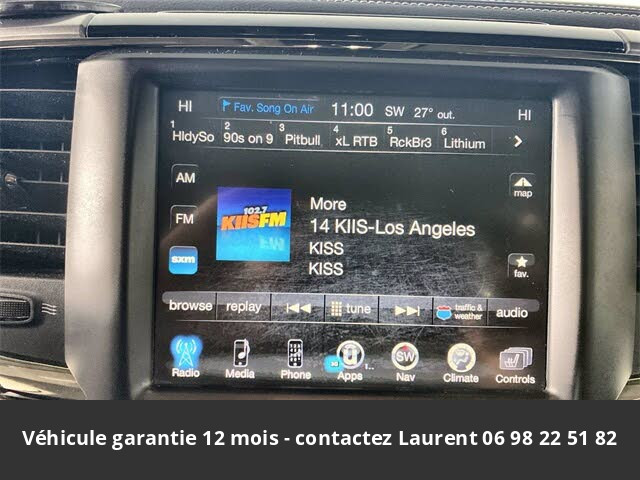 HI Fav. Song On Air 11:00 SW 27° out. HI
1 HldySo 2 90s on 9 3 Pitbull 4 xL RTB 5 RckBr3 6 Lithium
AM
FM
sxm
102.7
KIIS FM
More
14 KIIS-Los Angeles
KISS
KISS
map
fav.
browse replay tune traffic & weather audio
Radio Media Phone Apps Nav Climate Controls
SW
Véhicule garantie 12 mois - contactez Laurent 06 98 22 51 82